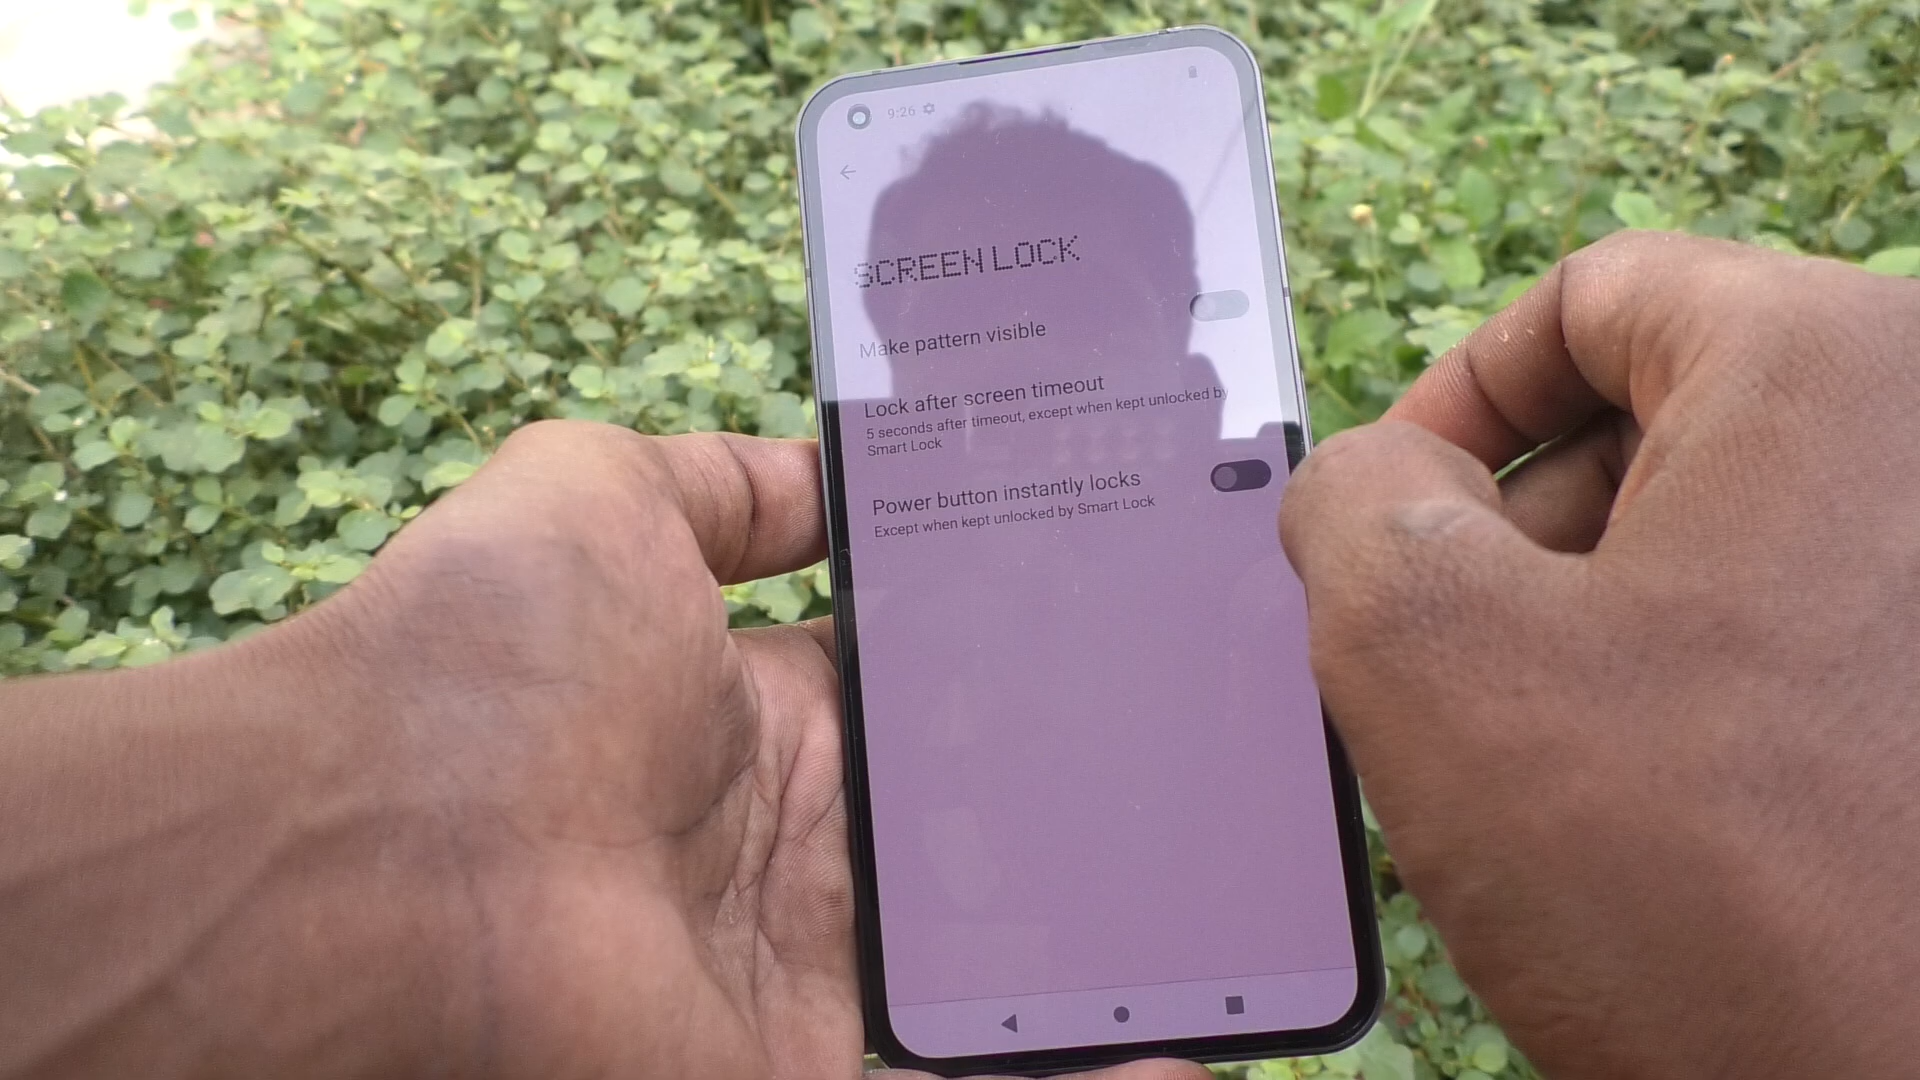 9:26
SCREEN LOCK
Make pattern visible
Lock after screen timeout
5 seconds after timeout, except when kept unlocked by
Smart Lock
Power button instantly locks
Except when kept unlocked by Smart Lock